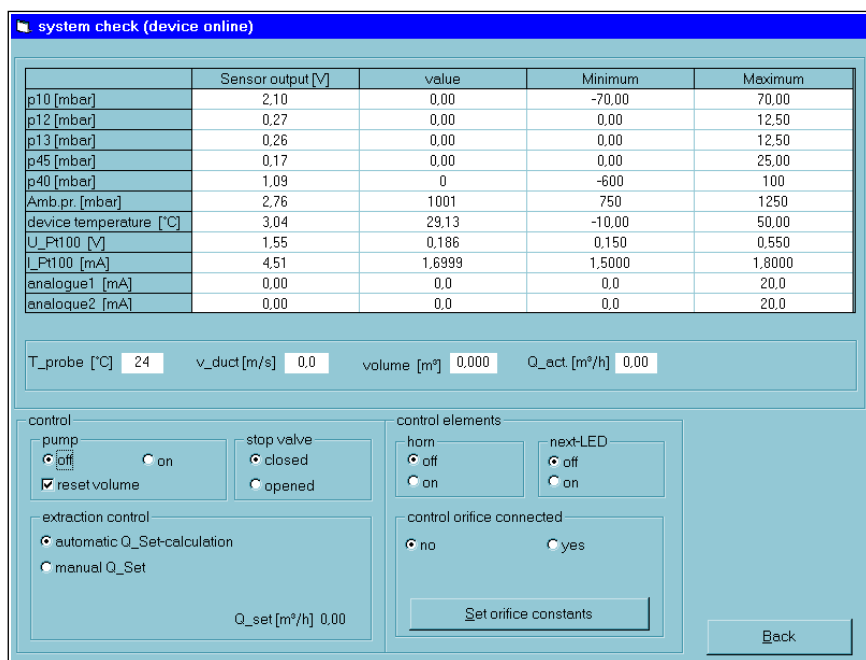 system check (device online)
Sensor output [V] value Minimum Maximum
p10 [mbar] 2,10 0,00 -70,00 70,00
p12 [mbar] 0,27 0,00 0,00 12,50
p13 [mbar] 0,26 0,00 0,00 12,50
p45 [mbar] 0,17 0,00 0,00 25,00
p40 [mbar] 1,09 0 -600 100
Amb.pr. [mbar] 2,76 1001 750 1250
device temperature [°C] 3,04 29,13 -10,00 50,00
U_Pt100 [V] 1,55 0,186 0,150 0,550
I_Pt100 [mA] 4,51 1,6999 1,5000 1,8000
analogue1 [mA] 0,00 0,0 0,0 20,0
analogue2 [mA] 0,00 0,0 0,0 20,0
T_probe [°C] 24 v_duct [m/s] 0,0 volume [m³] 0,000 Q_act. [m³/h] 0,00
control
pump
off on
reset volume
stop valve
closed
opened
extraction control
automatic Q_Set-calculation
manual Q_Set
Q_set [m³/h] 0,00
control elements
horn
off
on
next-LED
off
on
control orifice connected
no yes
Set orifice constants
Back